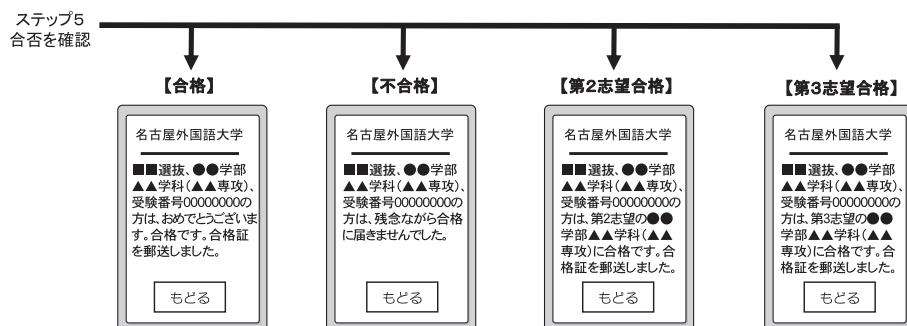 ステップ5
合否を確認
【合格】
名古屋外国語大学
■■選抜、●●学部
▲▲学科(▲▲専攻)、
受験番号00000000の
方は、おめでとうございま
す。合格です。合格証
を郵送しました。
もどる
【不合格】
名古屋外国語大学
■■選抜、●●学部
▲▲学科(▲▲専攻)、
受験番号00000000の
方は、残念ながら合格
に届きませんでした。
もどる
【第2志望合格】
名古屋外国語大学
■■選抜、●●学部
▲▲学科(▲▲専攻)、
受験番号00000000の
方は、第2志望の●●
学部▲▲学科(▲▲
専攻)に合格です。合
格証を郵送しました。
もどる
【第3志望合格】
名古屋外国語大学
■■選抜、●●学部
▲▲学科(▲▲専攻)、
受験番号00000000の
方は、第3志望の●●
学部▲▲学科(▲▲
専攻)に合格です。合
格証を郵送しました。
もどる